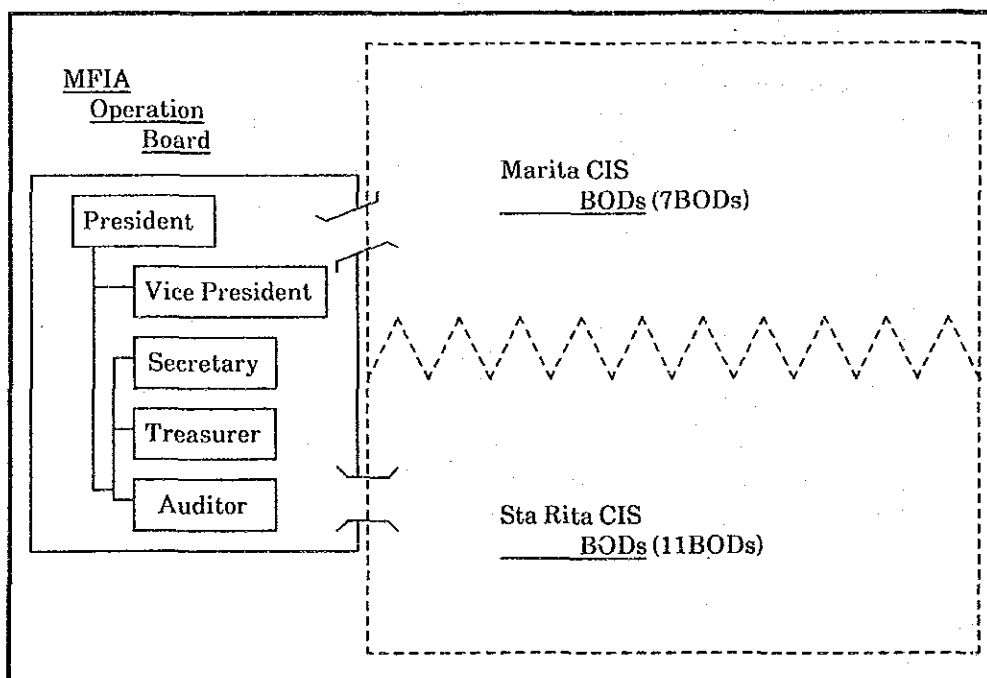 MFIA
Operation
Board
President
Vice President
Secretary
Treasurer
Auditor
Marita CIS
BODs (7BODs)
Sta Rita CIS
BODs (11BODs)